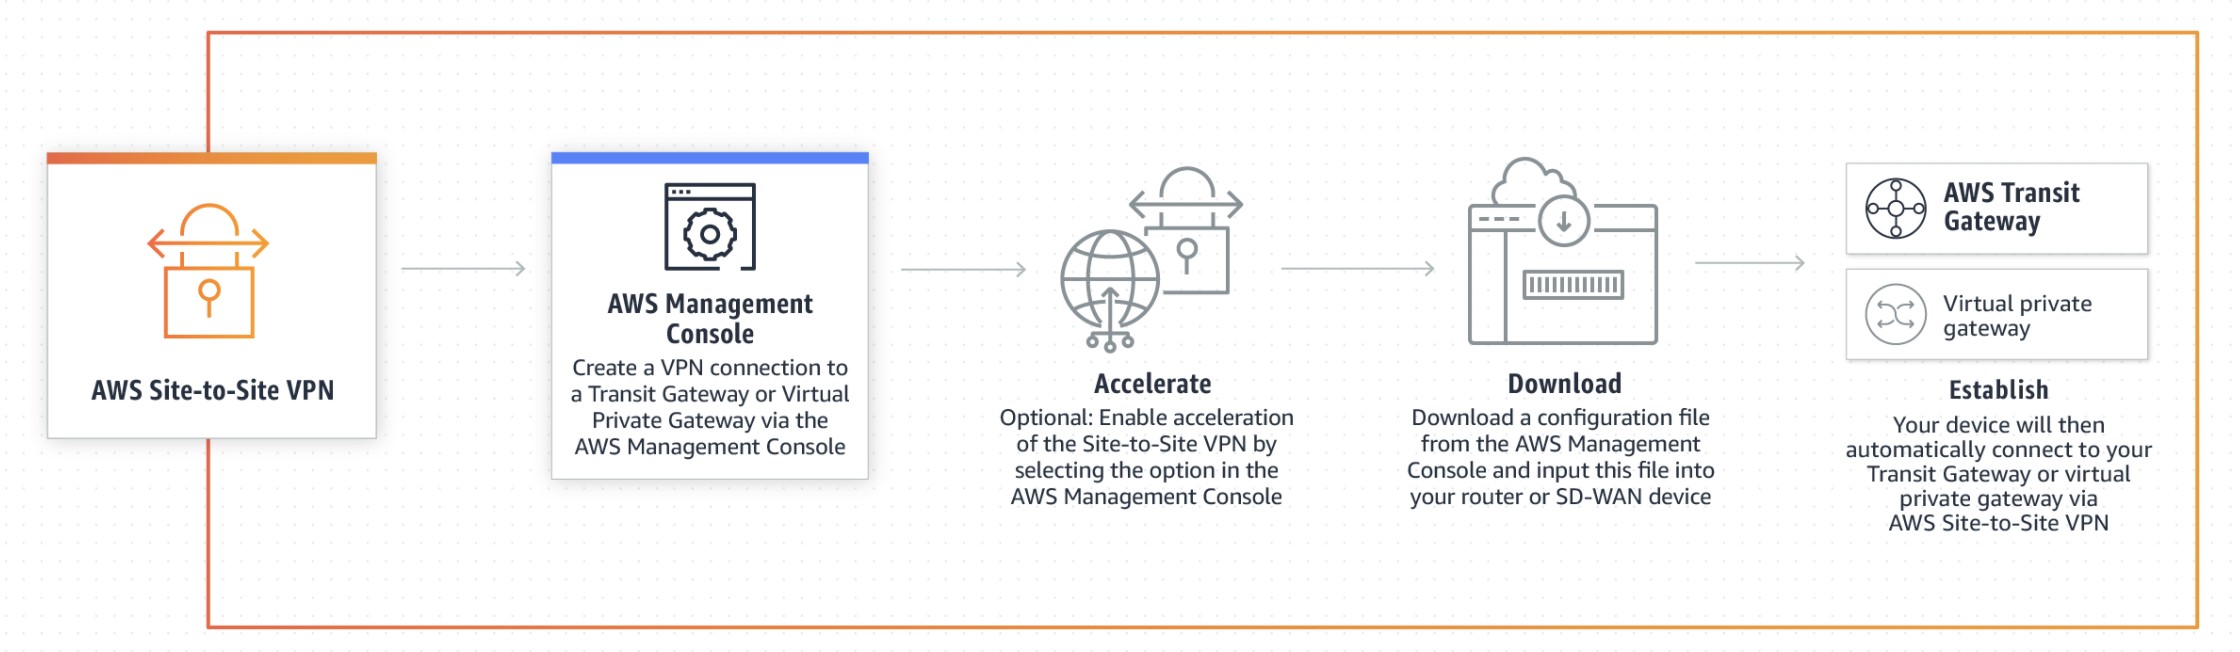 AWS Site-to-Site VPN
AWS Management
Console
Create a VPN connection to
a Transit Gateway or Virtual
Private Gateway via the
AWS Management Console
Accelerate
Optional: Enable acceleration
of the Site-to-Site VPN by
selecting the option in the
AWS Management Console
Download
Download a configuration file
from the AWS Management
Console and input this file into
your router or SD-WAN device
AWS Transit
Gateway
Virtual private
gateway
Establish
Your device will then
automatically connect to your
Transit Gateway or virtual
private gateway via
AWS Site-to-Site VPN